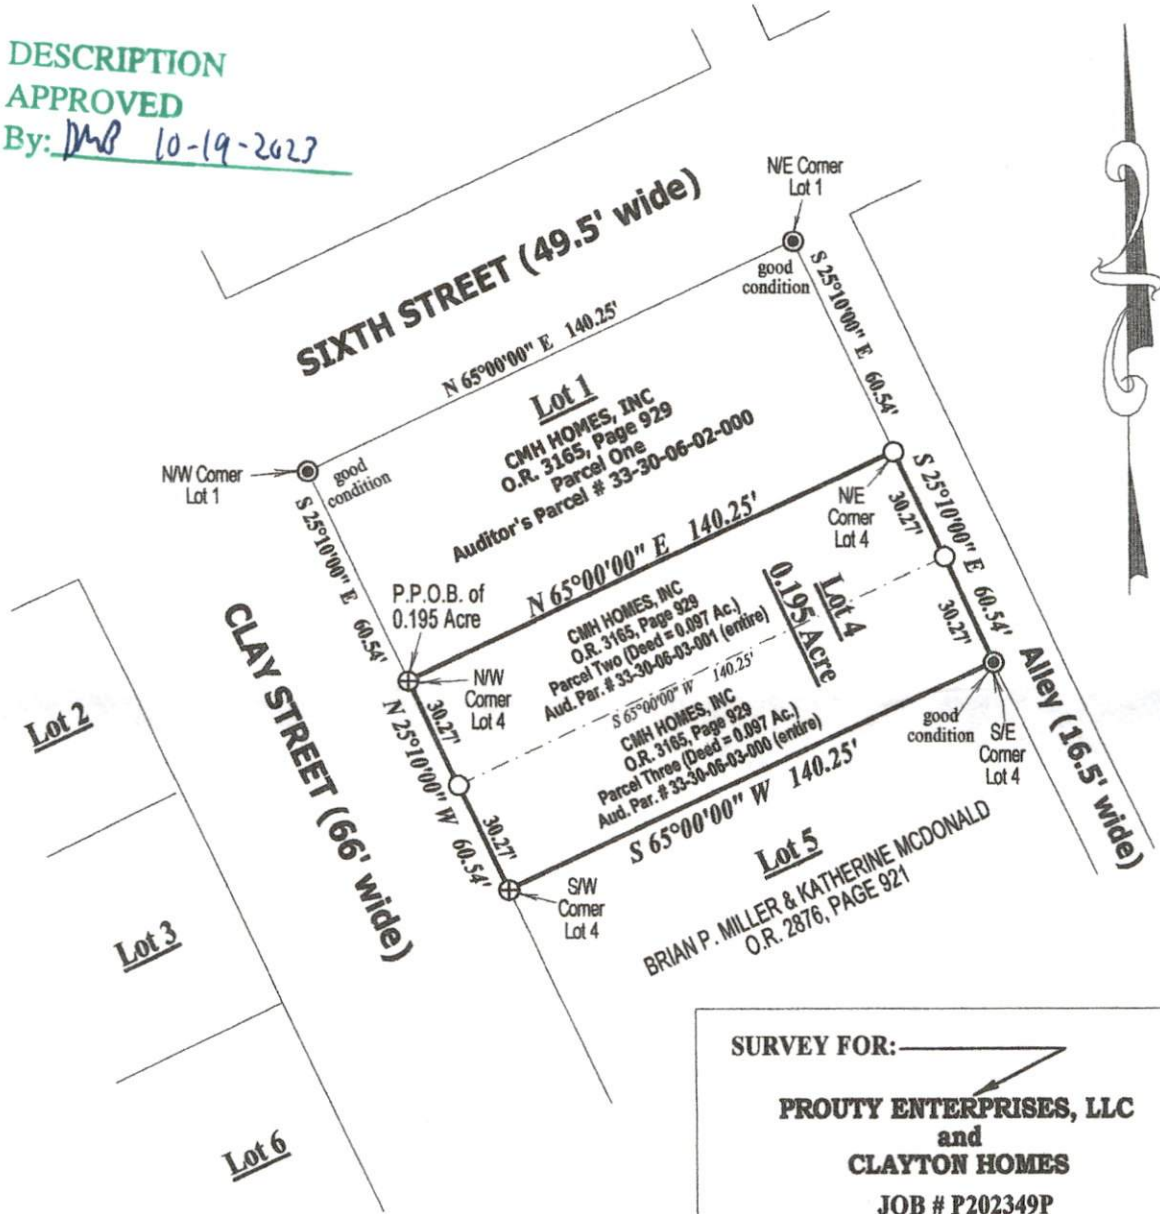 DESCRIPTION
APPROVED
By: DMB 10-19-2023
N/E Corner
Lot 1
SIXTH STREET (49.5' wide)
good
condition
S 25°10'00" E 60.54'
N 65°00'00" E 140.25'
Lot 1
CMH HOMES, INC
O.R. 3165, Page 929
Parcel One
Auditor's Parcel # 33-30-06-02-000
N/W Corner
Lot 1
good
condition
S 25°10'00" E 60.54'
N/E
Corner
Lot 4
S 25°10'00" E 60.54'
30.27'
30.27'
N 65°00'00" E 140.25'
P.P.O.B. of
0.195 Acre
N/W
Corner
Lot 4
CMH HOMES, INC
O.R. 3165, Page 929
Parcel Two (Deed = 0.097 Ac.)
Aud. Par. # 33-30-06-03-001 (entire)
Lot 4
0.195 Acre
S 65°00'00" W 140.25'
CMH HOMES, INC
O.R. 3165, Page 929
Parcel Three (Deed = 0.097 Ac.)
Aud. Par. # 33-30-06-03-000 (entire)
CLAY STREET (66' wide)
N 25°10'00" W 60.54'
30.27'
30.27'
S 65°00'00" W 140.25'
good
condition
S/E
Corner
Lot 4
Alley (16.5' wide)
S/W
Corner
Lot 4
Lot 5
BRIAN P. MILLER & KATHERINE MCDONALD
O.R. 2876, PAGE 921
Lot 2
Lot 3
Lot 6
SURVEY FOR:
PROUTY ENTERPRISES, LLC
and
CLAYTON HOMES
JOB # P202349P